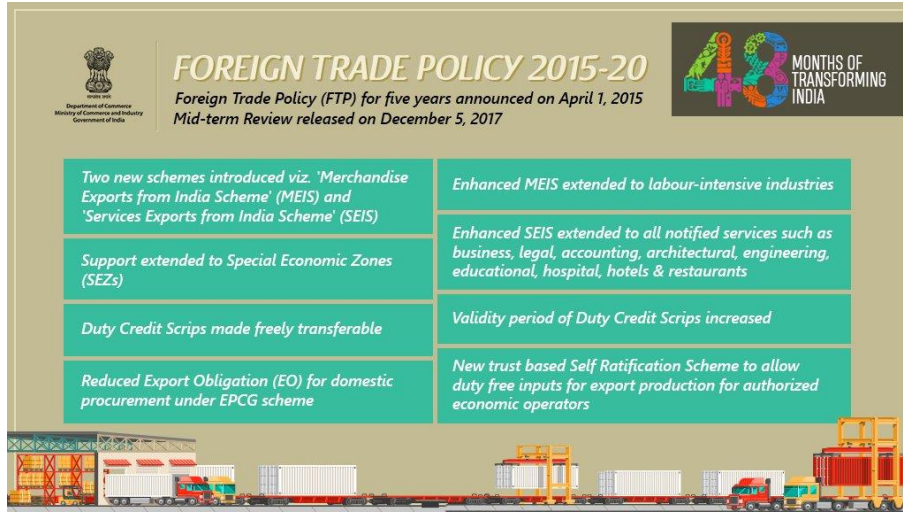 FOREIGN TRADE POLICY 2015-20
Foreign Trade Policy (FTP) for five years announced on April 1, 2015
Mid-term Review released on December 5, 2017
सत्यमेव जयते
Department of Commerce
Ministry of Commerce and Industry
Government of India
48
MONTHS OF
TRANSFORMING
INDIA
Two new schemes introduced viz. 'Merchandise
Exports from India Scheme' (MEIS) and
'Services Exports from India Scheme' (SEIS)
Support extended to Special Economic Zones
(SEZs)
Duty Credit Scrips made freely transferable
Reduced Export Obligation (EO) for domestic
procurement under EPCG scheme
Enhanced MEIS extended to labour-intensive industries
Enhanced SEIS extended to all notified services such as
business, legal, accounting, architectural, engineering,
educational, hospital, hotels & restaurants
Validity period of Duty Credit Scrips increased
New trust based Self Ratification Scheme to allow
duty free inputs for export production for authorized
economic operators